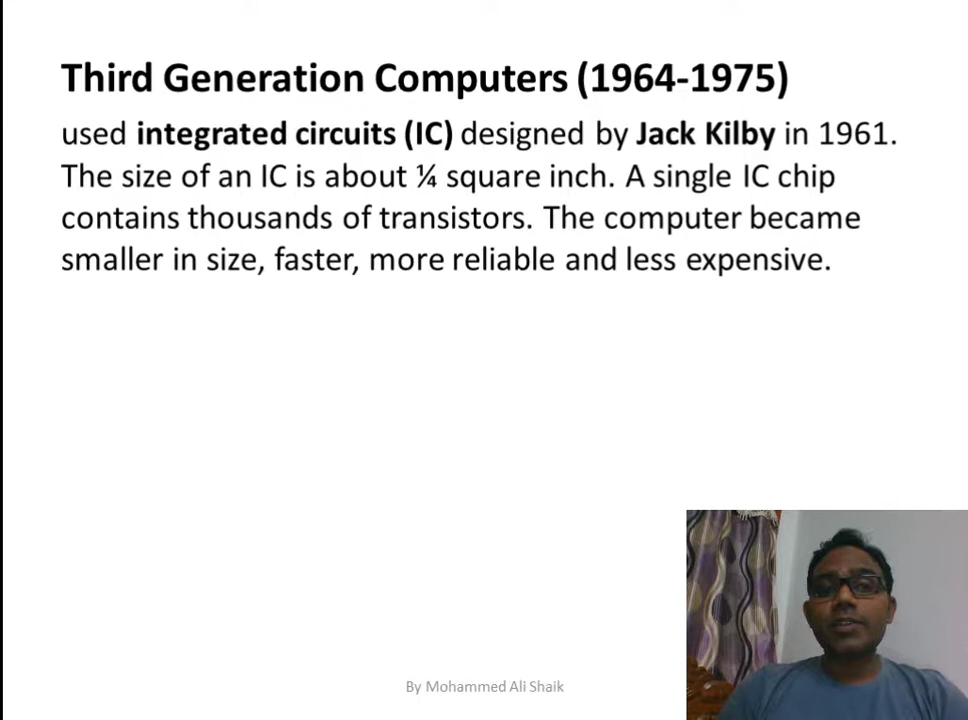 Third Generation Computers (1964-1975)
used integrated circuits (IC) designed by Jack Kilby in 1961.
The size of an IC is about ¼ square inch. A single IC chip
contains thousands of transistors. The computer became
smaller in size, faster, more reliable and less expensive.
By Mohammed Ali Shaik